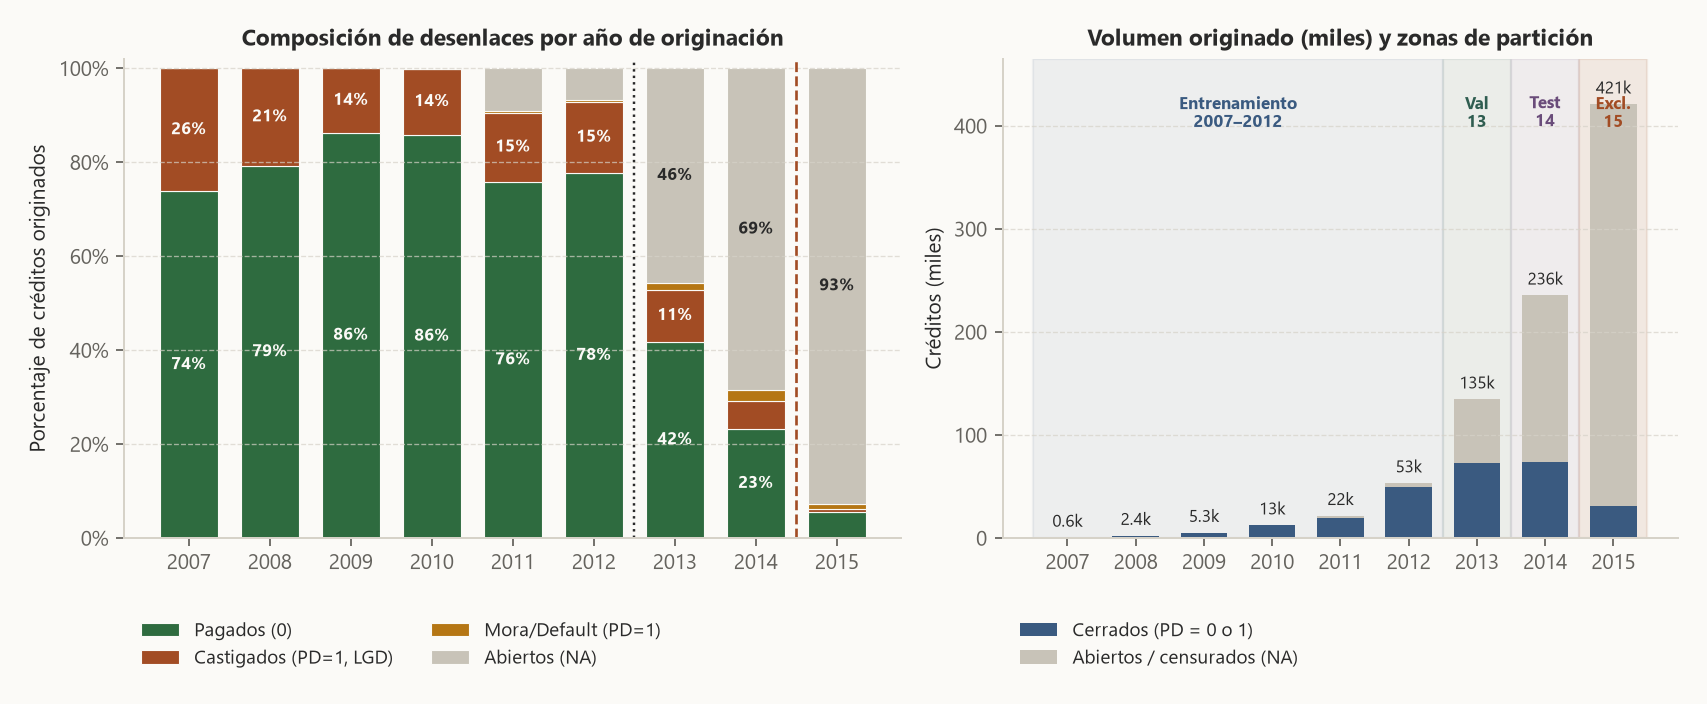 Composición de desenlaces por año de originación
Porcentaje de créditos originados
100%
80%
60%
40%
20%
0%
26%
21%
14%
14%
15%
15%
46%
69%
93%
11%
74%
79%
86%
86%
76%
78%
42%
23%
2007 2008 2009 2010 2011 2012 2013 2014 2015
Pagados (0)
Castigados (PD=1, LGD)
Mora/Default (PD=1)
Abiertos (NA)
Volumen originado (miles) y zonas de partición
Créditos (miles)
400
300
200
100
0
Entrenamiento
2007–2012
Val
13
Test
14
Excl.
15
0.6k
2.4k
5.3k
13k
22k
53k
135k
236k
421k
2007 2008 2009 2010 2011 2012 2013 2014 2015
Cerrados (PD = 0 o 1)
Abiertos / censurados (NA)